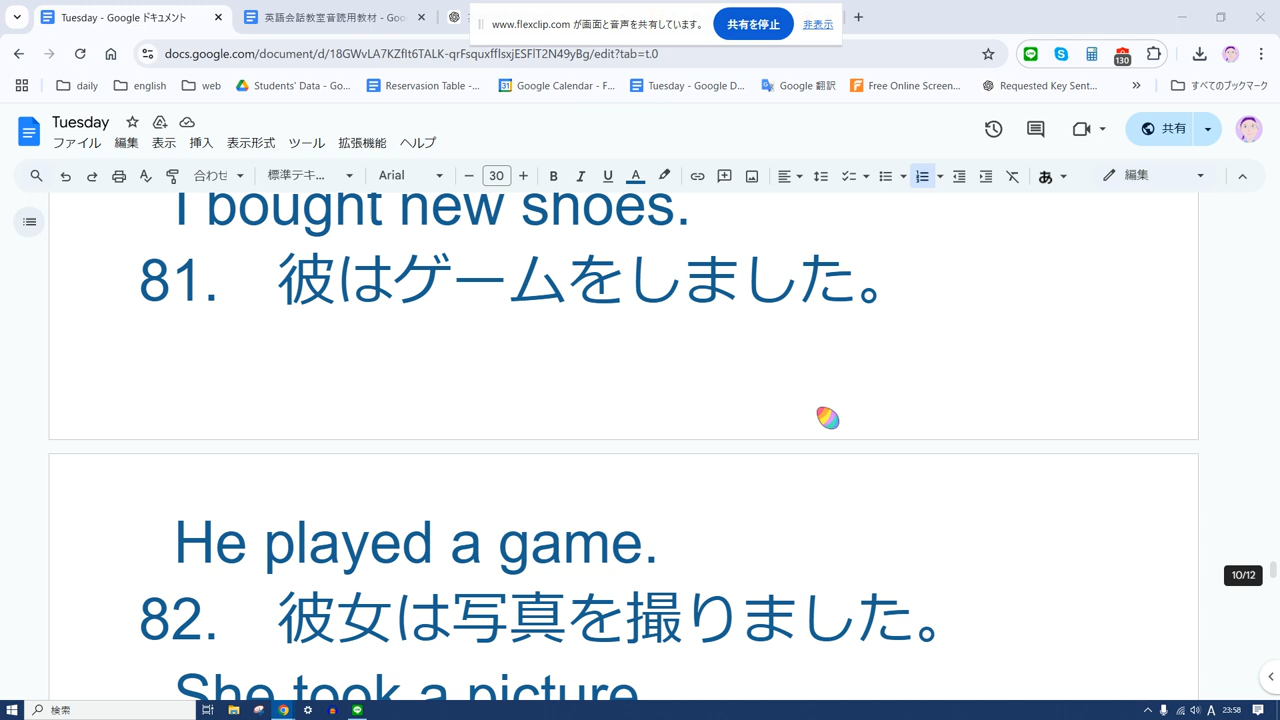 Tuesday - Google ドキュメント
英語会話教室音読用教材 - Goo
www.flexclip.com が画面と音声を共有しています。
共有を停止
非表示
docs.google.com/document/d/18GWvLA7KZflt6TALK-qrFsquxfflsxjESFlT2N49yBg/edit?tab=t.0
130
daily
english
web
Students' Data - Go...
Reservasion Table -...
Google Calendar - F...
Tuesday - Google D...
Google 翻訳
Free Online Screen...
Requested Key Sent...
すべてのブックマーク
Tuesday
ファイル 編集 表示 挿入 表示形式 ツール 拡張機能 ヘルプ
共有
合わせ 標準テキ... Arial 30 B I U A あ 編集
I bought new shoes.
81. 彼はゲームをしました。
He played a game.
10/12
82. 彼女は写真を撮りました。
She took a picture.
検索
A 23:58